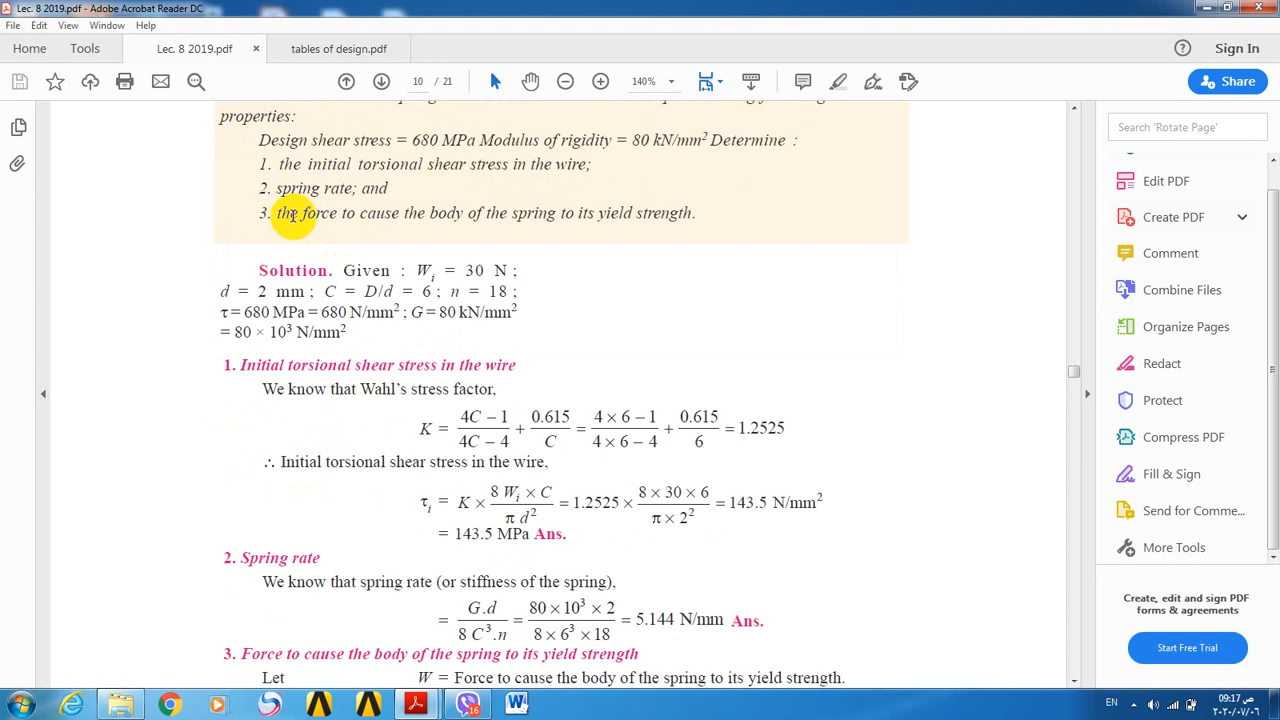 Lec. 8 2019.pdf - Adobe Acrobat Reader DC
File Edit View Window Help
Home Tools Lec. 8 2019.pdf × tables of design.pdf Sign In
10 / 21 140% Share
properties:
Design shear stress = 680 MPa Modulus of rigidity = 80 kN/mm² Determine :
1. the initial torsional shear stress in the wire;
2. spring rate; and
3. the force to cause the body of the spring to its yield strength.
Solution. Given : Wᵢ = 30 N ;
d = 2 mm ; C = D/d = 6 ; n = 18 ;
τ = 680 MPa = 680 N/mm² ; G = 80 kN/mm²
= 80 × 10³ N/mm²
1. Initial torsional shear stress in the wire
We know that Wahl's stress factor,
K = (4C − 1)/(4C − 4) + 0.615/C = (4 × 6 − 1)/(4 × 6 − 4) + 0.615/6 = 1.2525
∴ Initial torsional shear stress in the wire,
τᵢ = K × (8 Wᵢ × C)/(π d²) = 1.2525 × (8 × 30 × 6)/(π × 2²) = 143.5 N/mm²
= 143.5 MPa Ans.
2. Spring rate
We know that spring rate (or stiffness of the spring),
= G.d/(8 C³.n) = (80 × 10³ × 2)/(8 × 6³ × 18) = 5.144 N/mm Ans.
3. Force to cause the body of the spring to its yield strength
Let W = Force to cause the body of the spring to its yield strength.
Search 'Rotate Page'
Edit PDF
Create PDF
Comment
Combine Files
Organize Pages
Redact
Protect
Compress PDF
Fill & Sign
Send for Comme...
More Tools
Create, edit and sign PDF
forms & agreements
Start Free Trial
16
EN
09:17 ص
٢٠٢٠/٠٧/٠٦